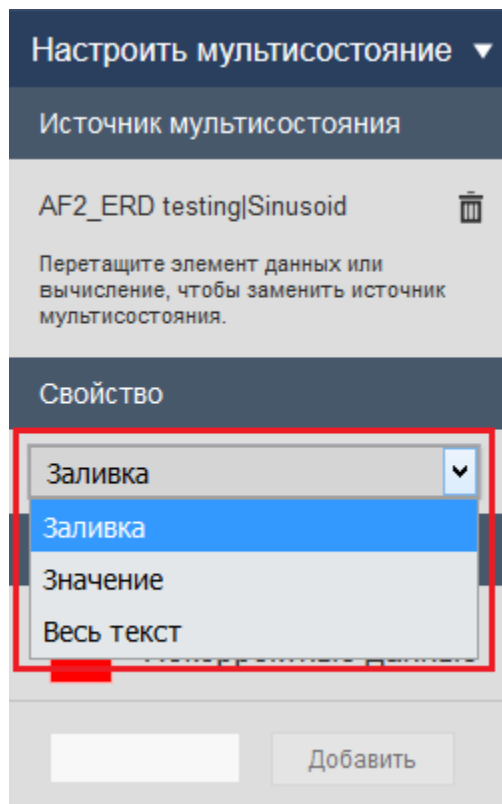 Настроить мультисостояние
Источник мультисостояния
AF2_ERD testing|Sinusoid
Перетащите элемент данных или
вычисление, чтобы заменить источник
мультисостояния.
Свойство
Заливка
Заливка
Значение
Весь текст
Добавить